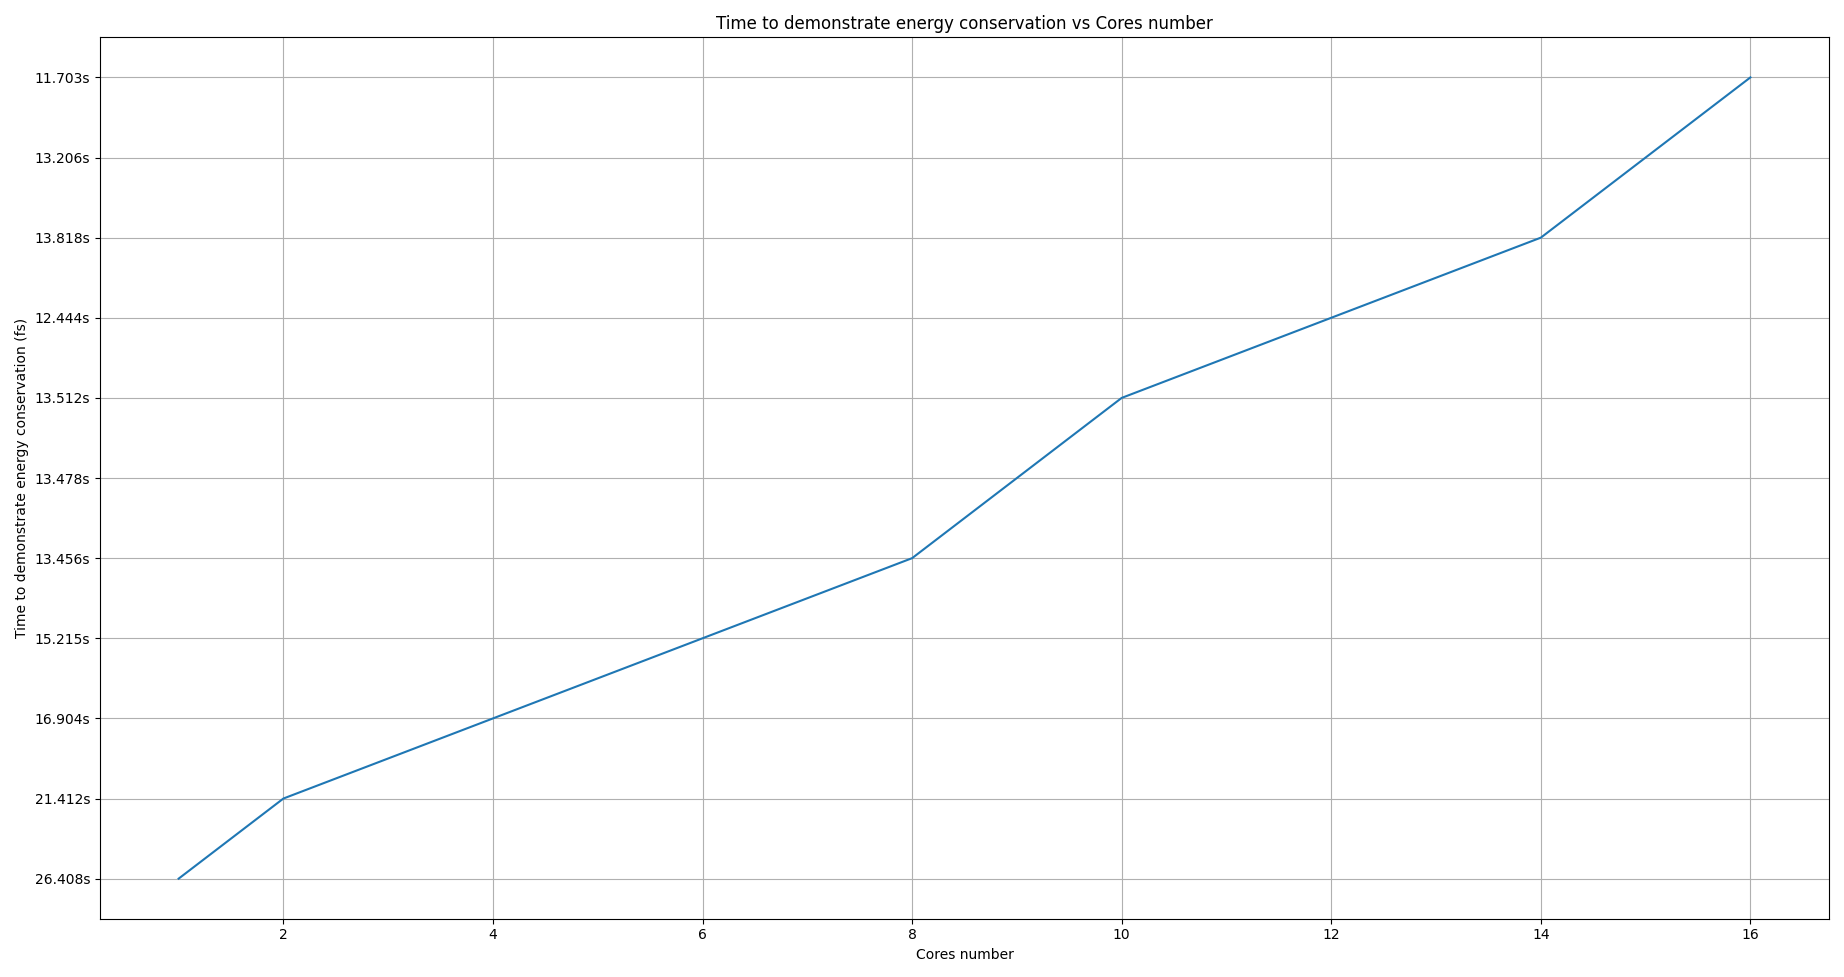 Time to demonstrate energy conservation vs Cores number
11.703s
13.206s
13.818s
12.444s
13.512s
13.478s
13.456s
15.215s
16.904s
21.412s
26.408s
Time to demonstrate energy conservation (fs)
2 4 6 8 10 12 14 16
Cores number